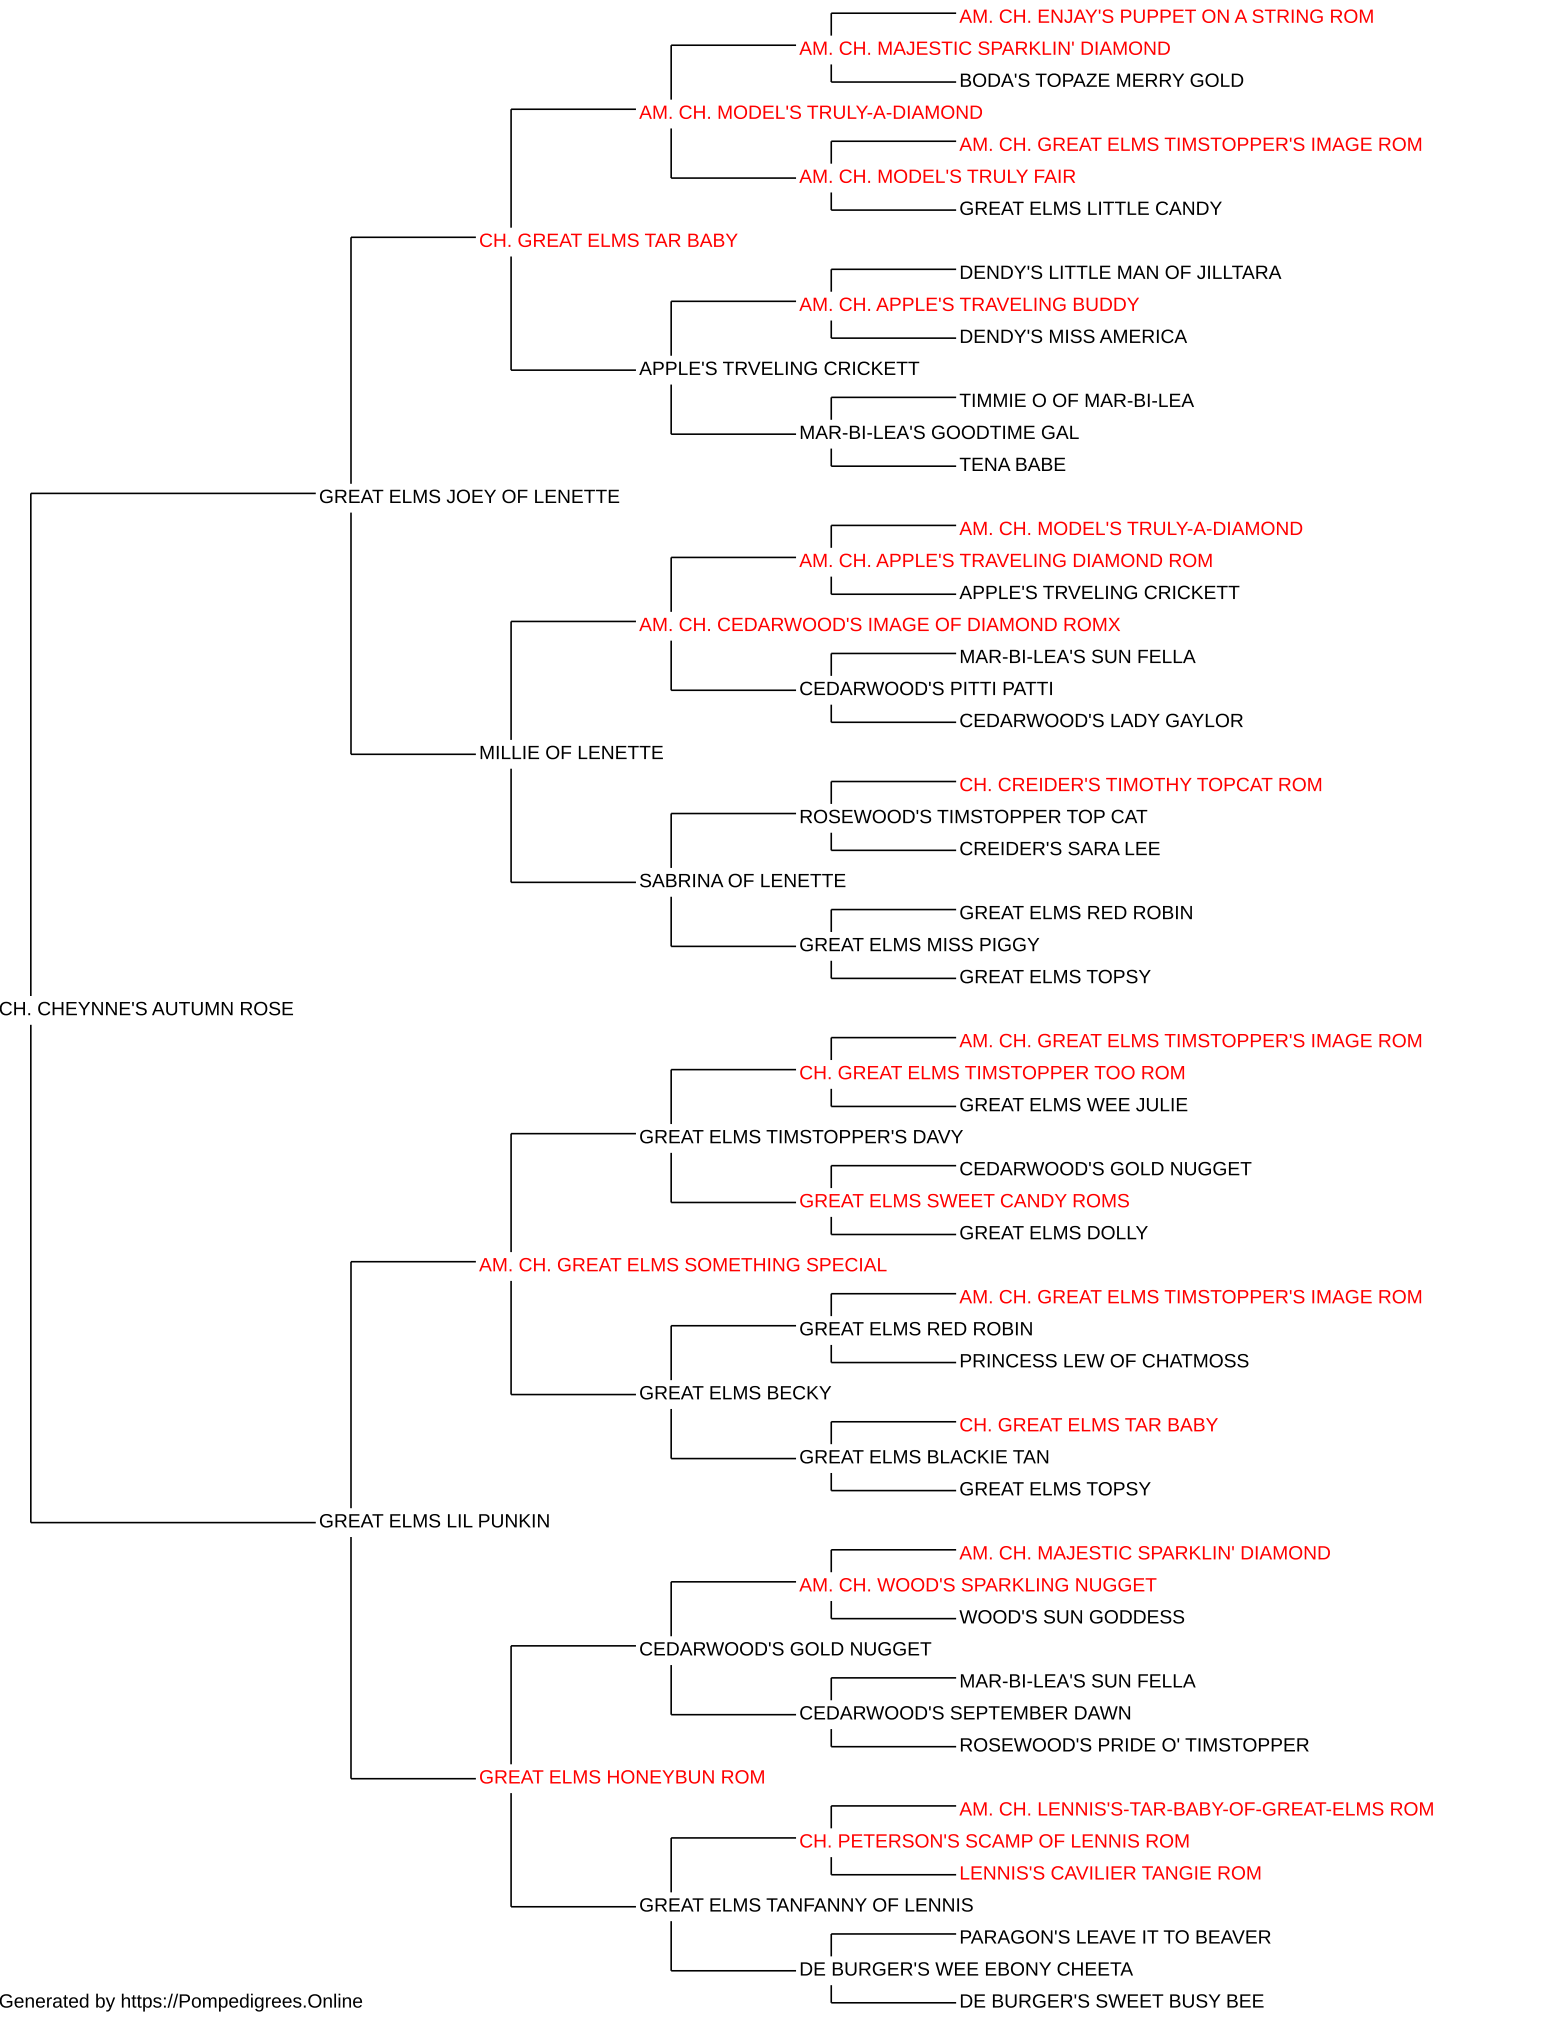 AM. CH. ENJAY'S PUPPET ON A STRING ROM
AM. CH. MAJESTIC SPARKLIN' DIAMOND
BODA'S TOPAZE MERRY GOLD
AM. CH. MODEL'S TRULY-A-DIAMOND
AM. CH. GREAT ELMS TIMSTOPPER'S IMAGE ROM
AM. CH. MODEL'S TRULY FAIR
GREAT ELMS LITTLE CANDY
CH. GREAT ELMS TAR BABY
DENDY'S LITTLE MAN OF JILLTARA
AM. CH. APPLE'S TRAVELING BUDDY
DENDY'S MISS AMERICA
APPLE'S TRVELING CRICKETT
TIMMIE O OF MAR-BI-LEA
MAR-BI-LEA'S GOODTIME GAL
TENA BABE
GREAT ELMS JOEY OF LENETTE
AM. CH. MODEL'S TRULY-A-DIAMOND
AM. CH. APPLE'S TRAVELING DIAMOND ROM
APPLE'S TRVELING CRICKETT
AM. CH. CEDARWOOD'S IMAGE OF DIAMOND ROMX
MAR-BI-LEA'S SUN FELLA
CEDARWOOD'S PITTI PATTI
CEDARWOOD'S LADY GAYLOR
MILLIE OF LENETTE
CH. CREIDER'S TIMOTHY TOPCAT ROM
ROSEWOOD'S TIMSTOPPER TOP CAT
CREIDER'S SARA LEE
SABRINA OF LENETTE
GREAT ELMS RED ROBIN
GREAT ELMS MISS PIGGY
GREAT ELMS TOPSY
CH. CHEYNNE'S AUTUMN ROSE
AM. CH. GREAT ELMS TIMSTOPPER'S IMAGE ROM
CH. GREAT ELMS TIMSTOPPER TOO ROM
GREAT ELMS WEE JULIE
GREAT ELMS TIMSTOPPER'S DAVY
CEDARWOOD'S GOLD NUGGET
GREAT ELMS SWEET CANDY ROMS
GREAT ELMS DOLLY
AM. CH. GREAT ELMS SOMETHING SPECIAL
AM. CH. GREAT ELMS TIMSTOPPER'S IMAGE ROM
GREAT ELMS RED ROBIN
PRINCESS LEW OF CHATMOSS
GREAT ELMS BECKY
CH. GREAT ELMS TAR BABY
GREAT ELMS BLACKIE TAN
GREAT ELMS TOPSY
GREAT ELMS LIL PUNKIN
AM. CH. MAJESTIC SPARKLIN' DIAMOND
AM. CH. WOOD'S SPARKLING NUGGET
WOOD'S SUN GODDESS
CEDARWOOD'S GOLD NUGGET
MAR-BI-LEA'S SUN FELLA
CEDARWOOD'S SEPTEMBER DAWN
ROSEWOOD'S PRIDE O' TIMSTOPPER
GREAT ELMS HONEYBUN ROM
AM. CH. LENNIS'S-TAR-BABY-OF-GREAT-ELMS ROM
CH. PETERSON'S SCAMP OF LENNIS ROM
LENNIS'S CAVILIER TANGIE ROM
GREAT ELMS TANFANNY OF LENNIS
PARAGON'S LEAVE IT TO BEAVER
DE BURGER'S WEE EBONY CHEETA
DE BURGER'S SWEET BUSY BEE
Generated by https://Pompedigrees.Online